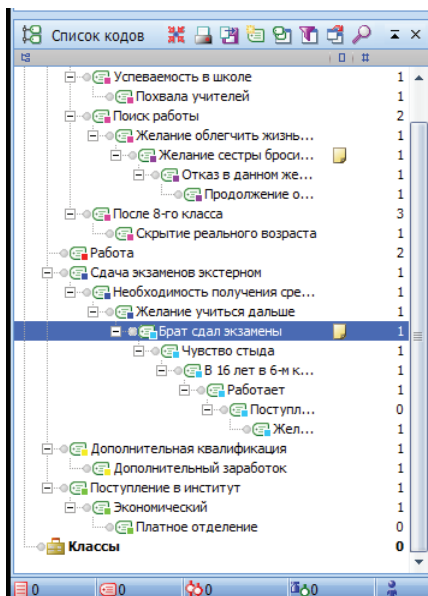 Список кодов
Успеваемость в школе 1
Похвала учителей 1
Поиск работы 2
Желание облегчить жизнь... 1
Желание сестры броси... 1
Отказ в данном же... 1
Продолжение о... 1
После 8-го класса 3
Скрытие реального возраста 1
Работа 2
Сдача экзаменов экстерном 1
Необходимость получения сре... 1
Желание учиться дальше 1
Брат сдал экзамены 1
Чувство стыда 1
В 16 лет в 6-м к... 1
Работает 1
Поступл... 0
Жел... 1
Дополнительная квалификация 1
Дополнительный заработок 1
Поступление в институт 1
Экономический 1
Платное отделение 0
Классы 0
0 0 0 0